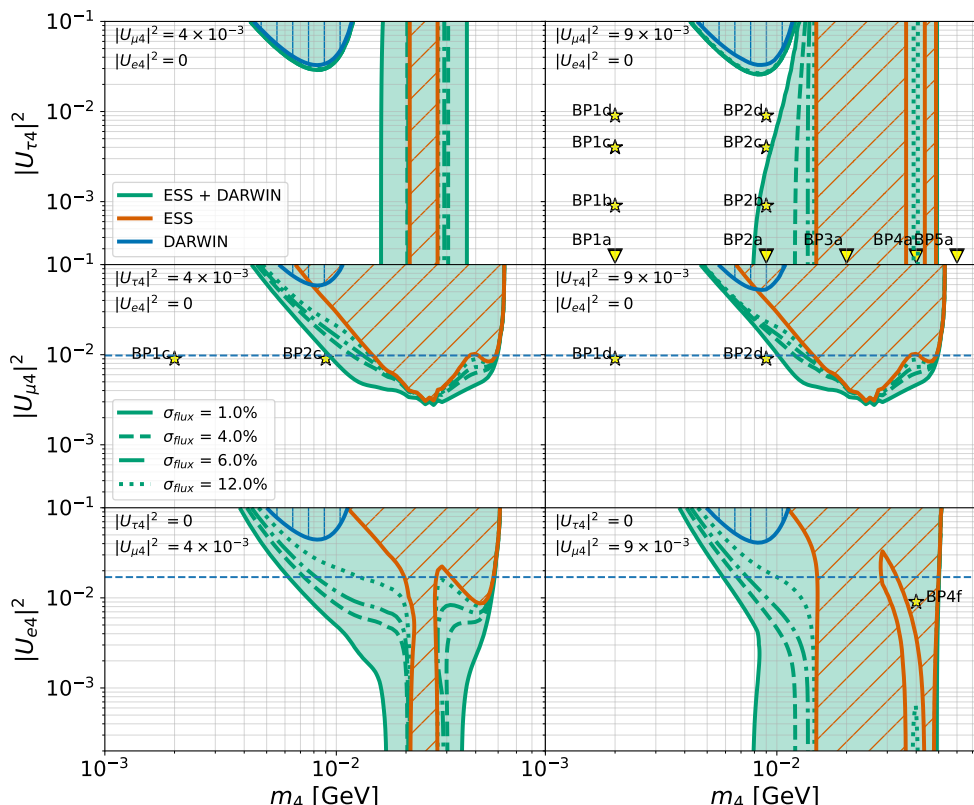 10⁻¹
10⁻²
10⁻³
10⁻¹
|U_τ4|²
|U_μ4|² = 4 × 10⁻³
|U_e4|² = 0
ESS + DARWIN
ESS
DARWIN
|U_μ4|² = 9 × 10⁻³
|U_e4|² = 0
BP1d
BP2d
BP1c
BP2c
BP1b
BP2b
BP1a
BP2a
BP3a
BP4a
BP5a
10⁻²
10⁻³
10⁻¹
|U_μ4|²
|U_τ4|² = 4 × 10⁻³
|U_e4|² = 0
BP1c
BP2c
σ_flux = 1.0%
σ_flux = 4.0%
σ_flux = 6.0%
σ_flux = 12.0%
|U_τ4|² = 9 × 10⁻³
|U_e4|² = 0
BP1d
BP2d
10⁻²
10⁻³
|U_e4|²
|U_τ4|² = 0
|U_μ4|² = 4 × 10⁻³
|U_τ4|² = 0
|U_μ4|² = 9 × 10⁻³
BP4f
10⁻³
10⁻²
10⁻³
10⁻²
m₄ [GeV]
m₄ [GeV]